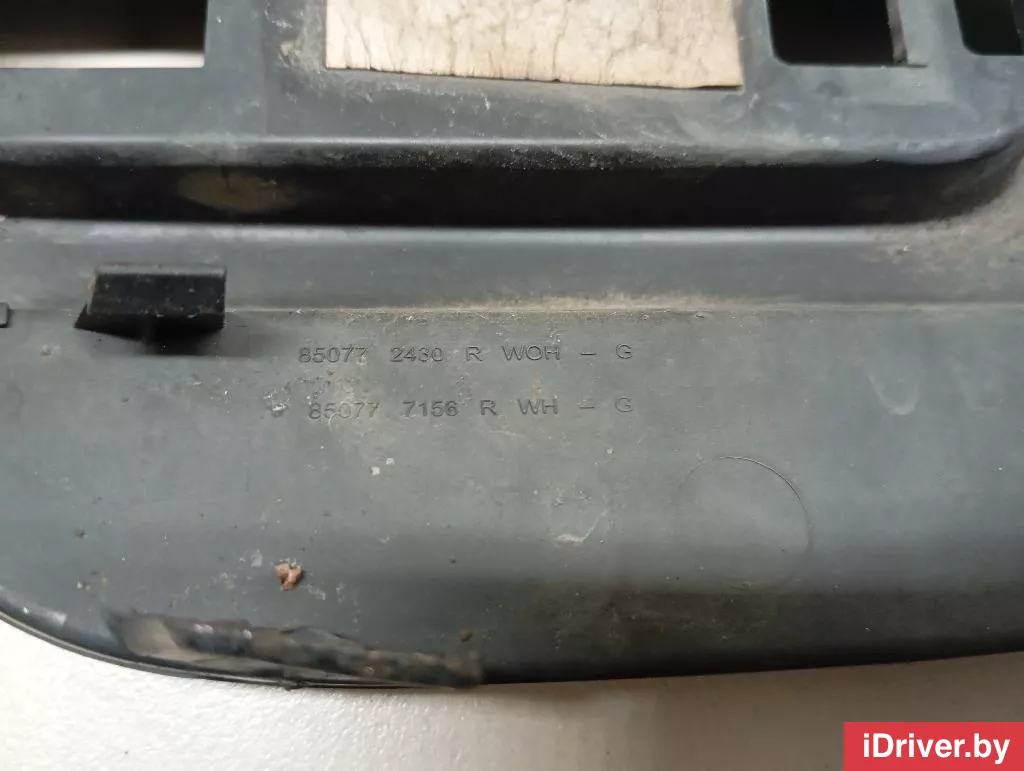 85077 2430 R WOH - G
85077 7156 R WH - G
iDriver.by